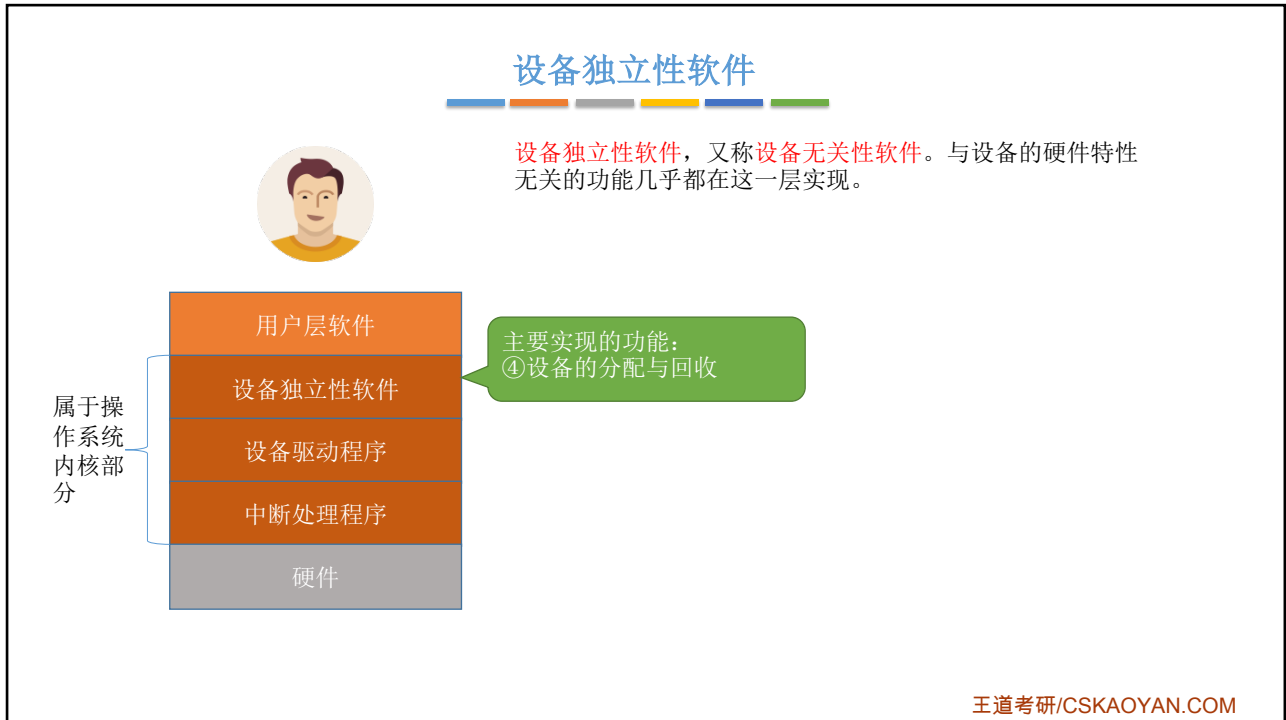 设备独立性软件
设备独立性软件，又称设备无关性软件。与设备的硬件特性
无关的功能几乎都在这一层实现。
用户层软件
主要实现的功能：
④设备的分配与回收
设备独立性软件
属于操
作系统
内核部
分
设备驱动程序
中断处理程序
硬件
王道考研/CSKAOYAN.COM